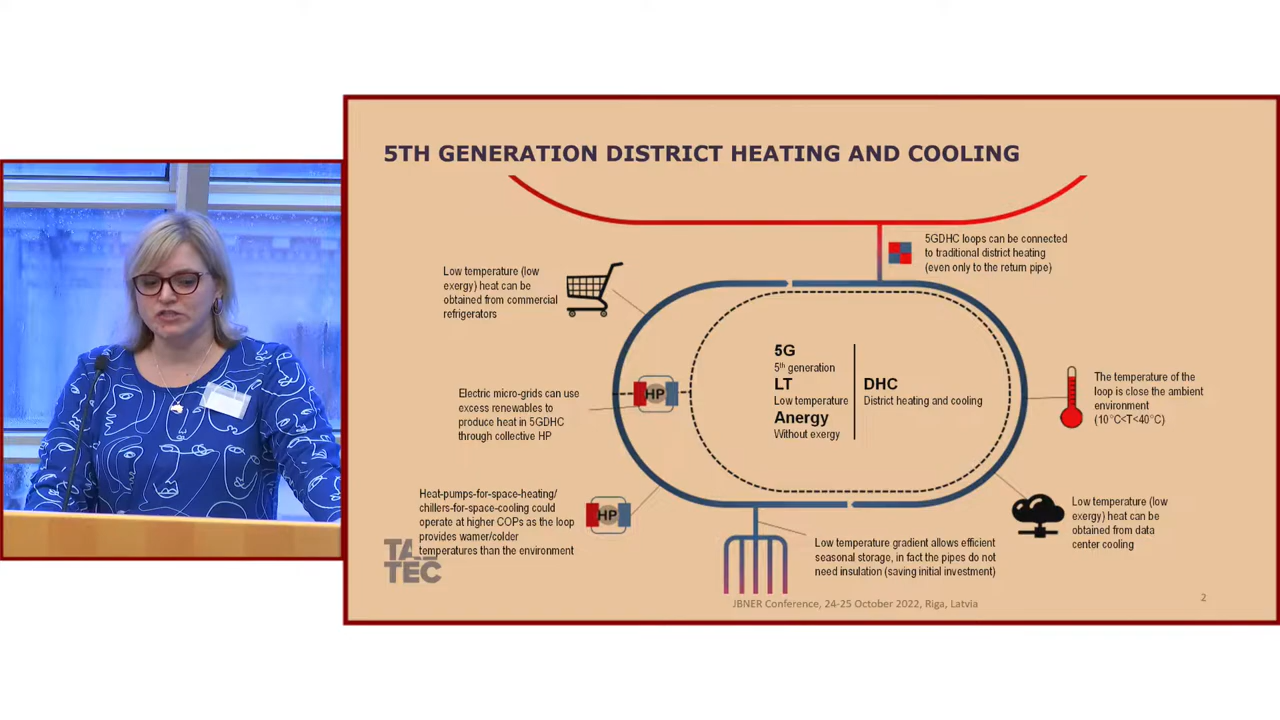 5TH GENERATION DISTRICT HEATING AND COOLING
5GDHC loops can be connected
to traditional district heating
(even only to the return pipe)
Low temperature (low
exergy) heat can be
obtained from commercial
refrigerators
5G
5th generation
LT
Low temperature
Anergy
Without exergy
DHC
District heating and cooling
HP
Electric micro-grids can use
excess renewables to
produce heat in 5GDHC
through collective HP
The temperature of the
loop is close the ambient
environment
(10°C<T<40°C)
Heat-pumps-for-space-heating/
chillers-for-space-cooling could
operate at higher COPs as the loop
provides wamer/colder
temperatures than the environment
HP
Low temperature (low
exergy) heat can be
obtained from data
center cooling
Low temperature gradient allows efficient
seasonal storage, in fact the pipes do not
need insulation (saving initial investment)
TA
TEC
JBNER Conference, 24-25 October 2022, Riga, Latvia
2